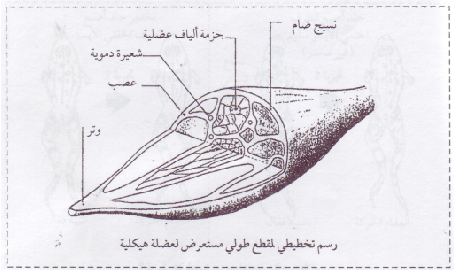 نسيج ضام
حزمة ألياف عضلية
شعيرة دموية
عصب
وتر
رسم تخطيطي لمقطع طولي مستعرض لعضلة هيكلية